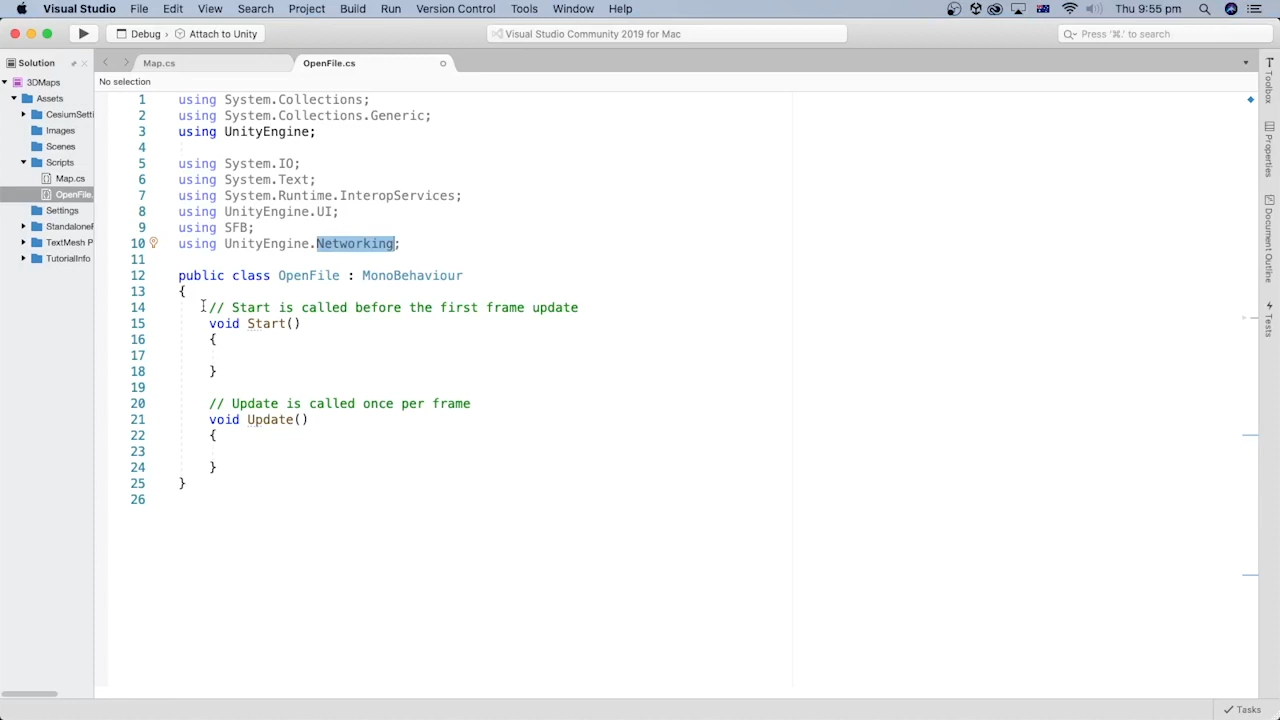 Visual Studio File Edit View Search Project Build Run Version Control Tools Window Help Thu 9:55 pm
Debug › Attach to Unity Visual Studio Community 2019 for Mac Press '⌘.' to search
Solution Map.cs OpenFile.cs
No selection
3DMaps
Assets
CesiumSetti
Images
Scenes
Scripts
Map.cs
OpenFile.
Settings
StandaloneF
TextMesh P
TutorialInfo
1 using System.Collections;
2 using System.Collections.Generic;
3 using UnityEngine;
4
5 using System.IO;
6 using System.Text;
7 using System.Runtime.InteropServices;
8 using UnityEngine.UI;
9 using SFB;
10 using UnityEngine.Networking;
11
12 public class OpenFile : MonoBehaviour
13 {
14 // Start is called before the first frame update
15 void Start()
16 {
17
18 }
19
20 // Update is called once per frame
21 void Update()
22 {
23
24 }
25 }
26
Toolbox
Properties
Document Outline
Tests
Tasks